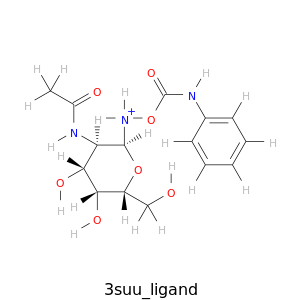 H H O H
H O O N H
H + H
N H N O H
H H H
O H H O H
H H O H H H
H O H
H H
3suu_ligand